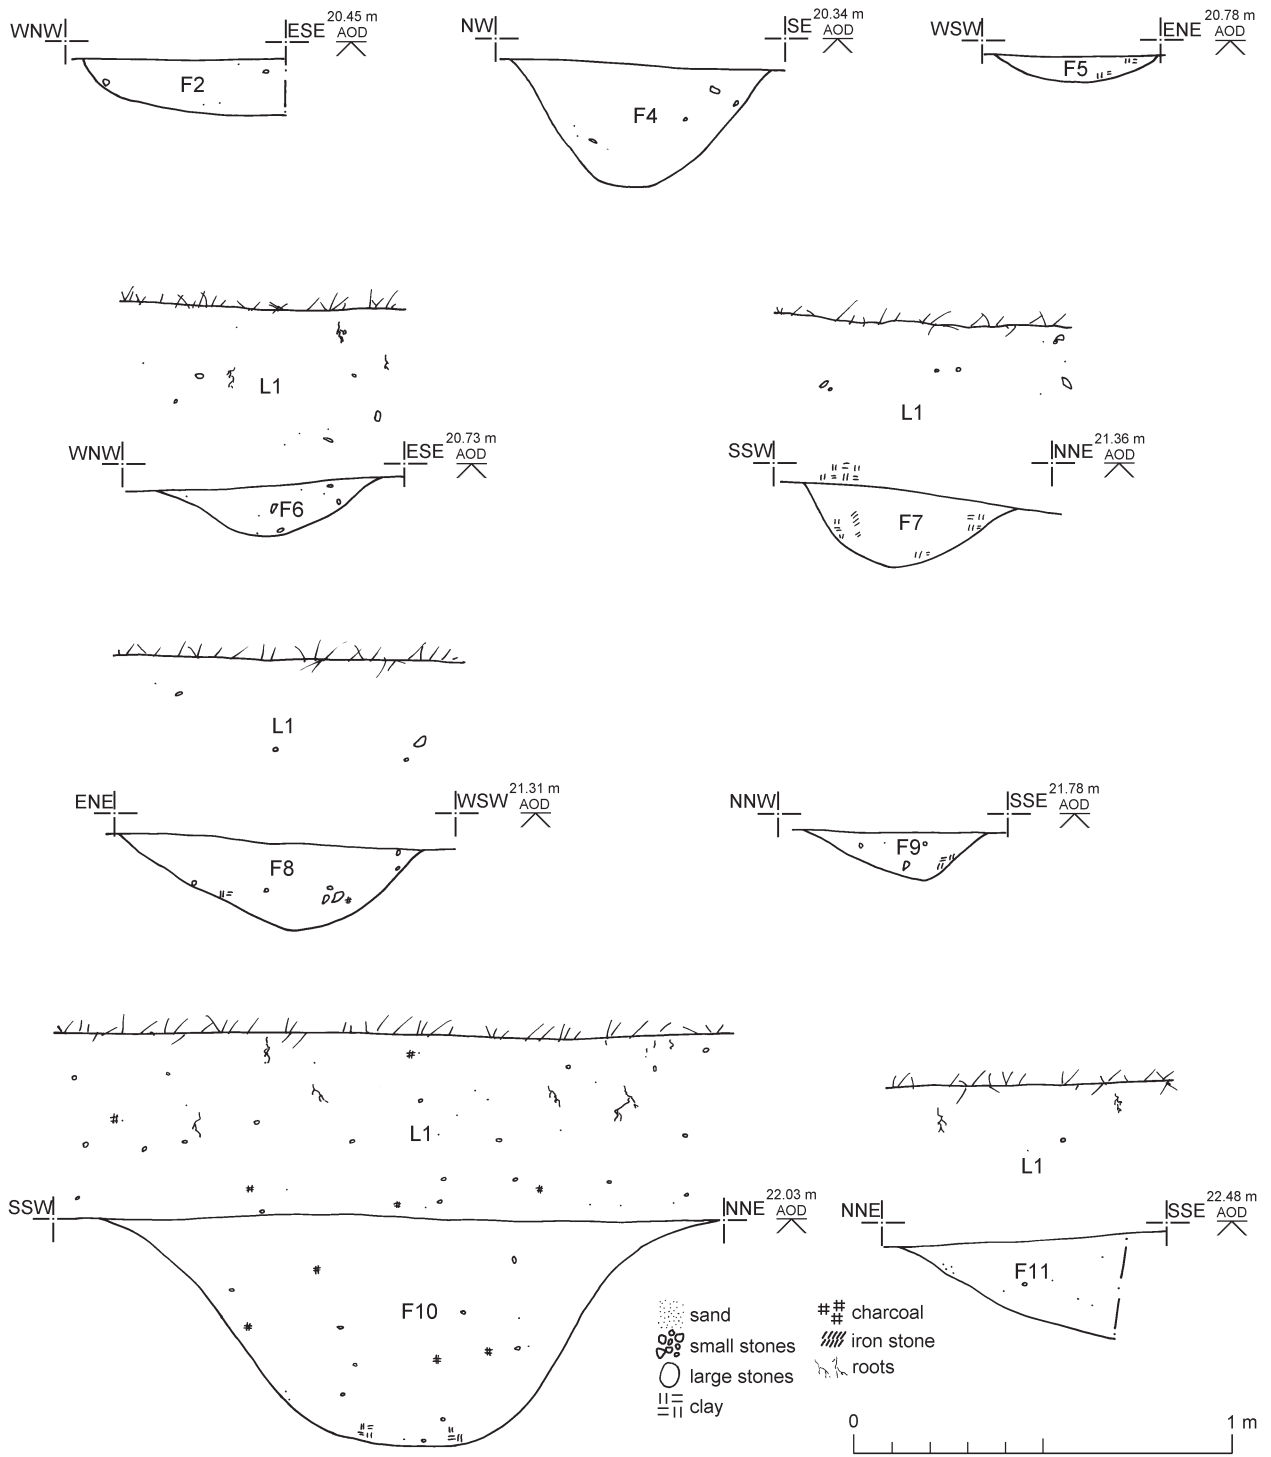 WNW ESE 20.45 m AOD
F2
NW SE 20.34 m AOD
F4
WSW ENE 20.78 m AOD
F5
L1
WNW ESE 20.73 m AOD
F6
L1
SSW NNE 21.36 m AOD
F7
L1
ENE WSW 21.31 m AOD
F8
NNW SSE 21.78 m AOD
F9
L1
SSW NNE 22.03 m AOD
F10
L1
NNE SSE 22.48 m AOD
F11
sand
small stones
large stones
clay
charcoal
iron stone
roots
0 1 m